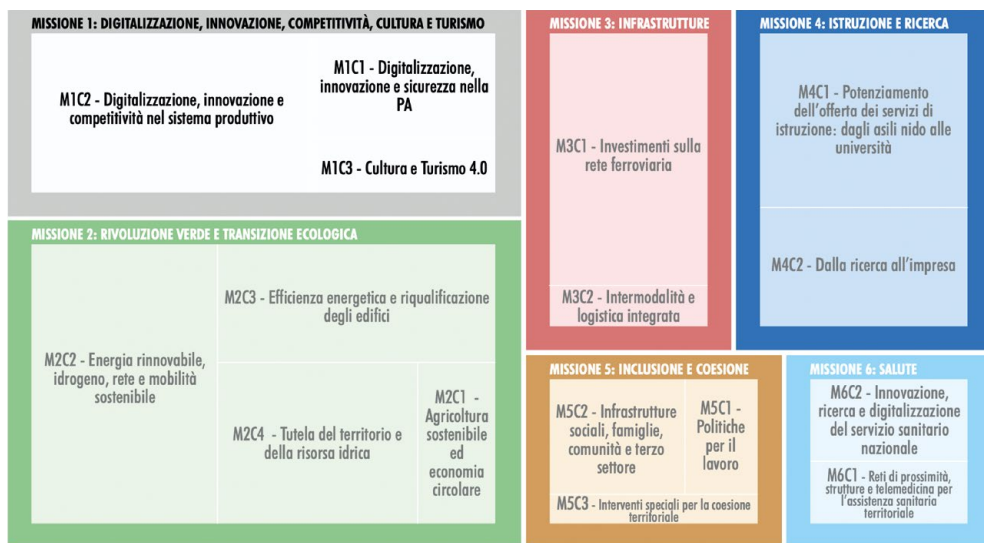 MISSIONE 1: DIGITALIZZAZIONE, INNOVAZIONE, COMPETITIVITÀ, CULTURA E TURISMO
M1C2 - Digitalizzazione, innovazione e
competitività nel sistema produttivo
M1C1 - Digitalizzazione,
innovazione e sicurezza nella
PA
M1C3 - Cultura e Turismo 4.0
MISSIONE 2: RIVOLUZIONE VERDE E TRANSIZIONE ECOLOGICA
M2C2 - Energia rinnovabile,
idrogeno, rete e mobilità
sostenibile
M2C3 - Efficienza energetica e riqualificazione
degli edifici
M2C4 - Tutela del territorio e
della risorsa idrica
M2C1 -
Agricoltura
sostenibile
ed
economia
circolare
MISSIONE 3: INFRASTRUTTURE
M3C1 - Investimenti sulla
rete ferroviaria
M3C2 - Intermodalità e
logistica integrata
MISSIONE 4: ISTRUZIONE E RICERCA
M4C1 - Potenziamento
dell'offerta dei servizi di
istruzione: dagli asili nido alle
università
M4C2 - Dalla ricerca all'impresa
MISSIONE 5: INCLUSIONE E COESIONE
M5C2 - Infrastrutture
sociali, famiglie,
comunità e terzo
settore
M5C1 -
Politiche
per il
lavoro
M5C3 - Interventi speciali per la coesione
territoriale
MISSIONE 6: SALUTE
M6C2 - Innovazione,
ricerca e digitalizzazione
del servizio sanitario
nazionale
M6C1 - Reti di prossimità,
strutture e telemedicina per
l'assistenza sanitaria
territoriale